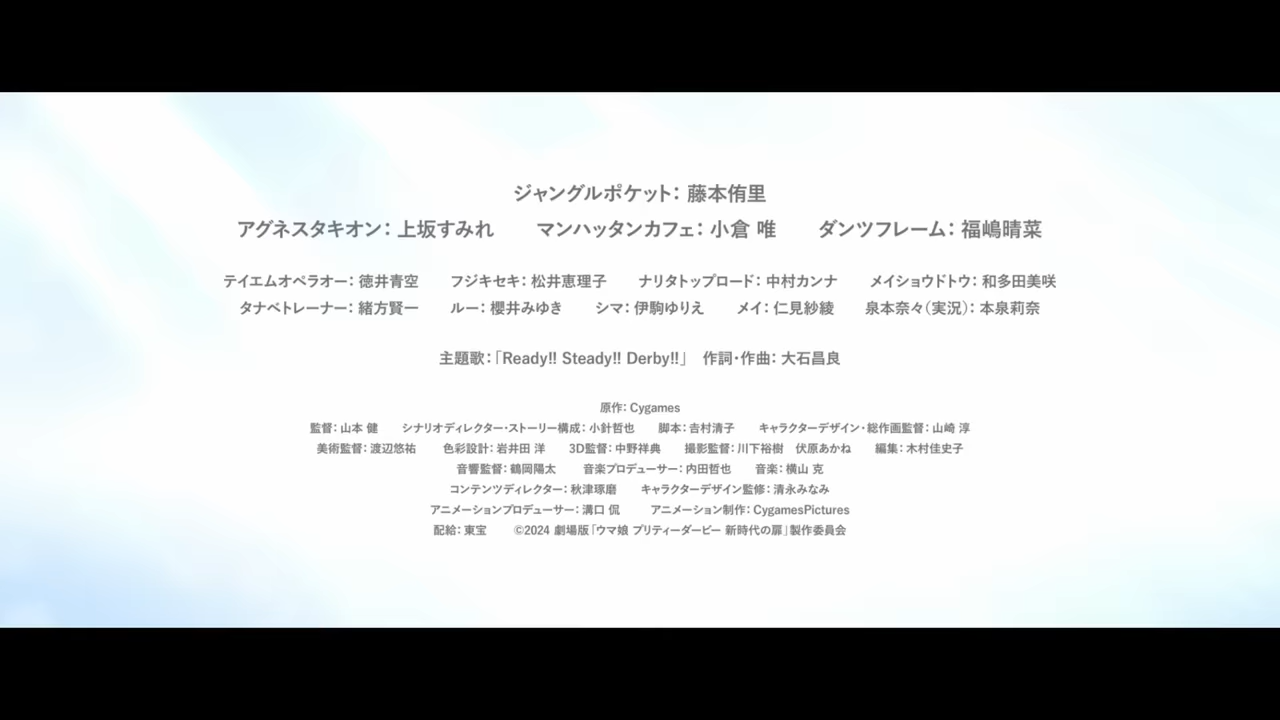 ジャングルポケット：藤本侑里
アグネスタキオン：上坂すみれ　マンハッタンカフェ：小倉 唯　ダンツフレーム：福嶋晴菜
テイエムオペラオー：徳井青空　フジキセキ：松井恵理子　ナリタトップロード：中村カンナ　メイショウドトウ：和多田美咲
タナベトレーナー：緒方賢一　ルー：櫻井みゆき　シマ：伊駒ゆりえ　メイ：仁見紗綾　泉本奈々（実況）：本泉莉奈
主題歌：「Ready!! Steady!! Derby!!」　作詞・作曲：大石昌良
原作：Cygames
監督：山本 健　シナリオディレクター・ストーリー構成：小針哲也　脚本：𠮷村清子　キャラクターデザイン・総作画監督：山崎 淳
美術監督：渡辺悠祐　色彩設計：岩井田 洋　3D監督：中野祥典　撮影監督：川下裕樹　伏原あかね　編集：木村佳史子
音響監督：鶴岡陽太　音楽プロデューサー：内田哲也　音楽：横山 克
コンテンツディレクター：秋津琢磨　キャラクターデザイン監修：清永みなみ
アニメーションプロデューサー：溝口 侃　アニメーション制作：CygamesPictures
配給：東宝　©2024 劇場版「ウマ娘 プリティーダービー 新時代の扉」製作委員会